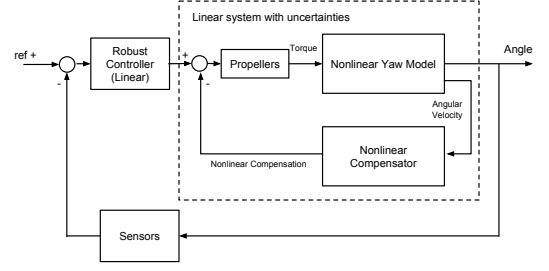 Linear system with uncertainties
ref +
-
Robust
Controller
(Linear)
+
-
Propellers
Torque
Nonlinear Yaw Model
Angle
Angular
Velocity
Nonlinear
Compensator
Nonlinear Compensation
Sensors